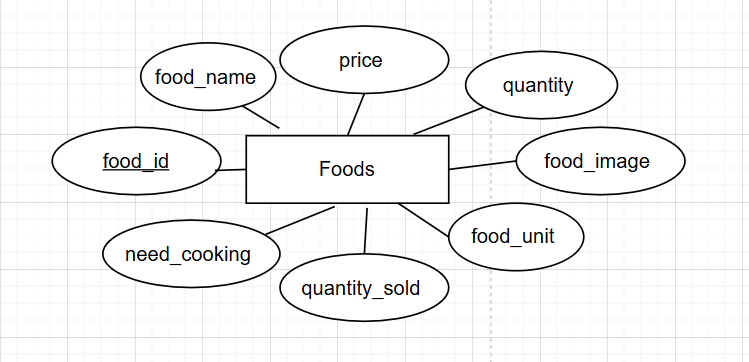 price
food_name
quantity
food_id
Foods
food_image
need_cooking
food_unit
quantity_sold